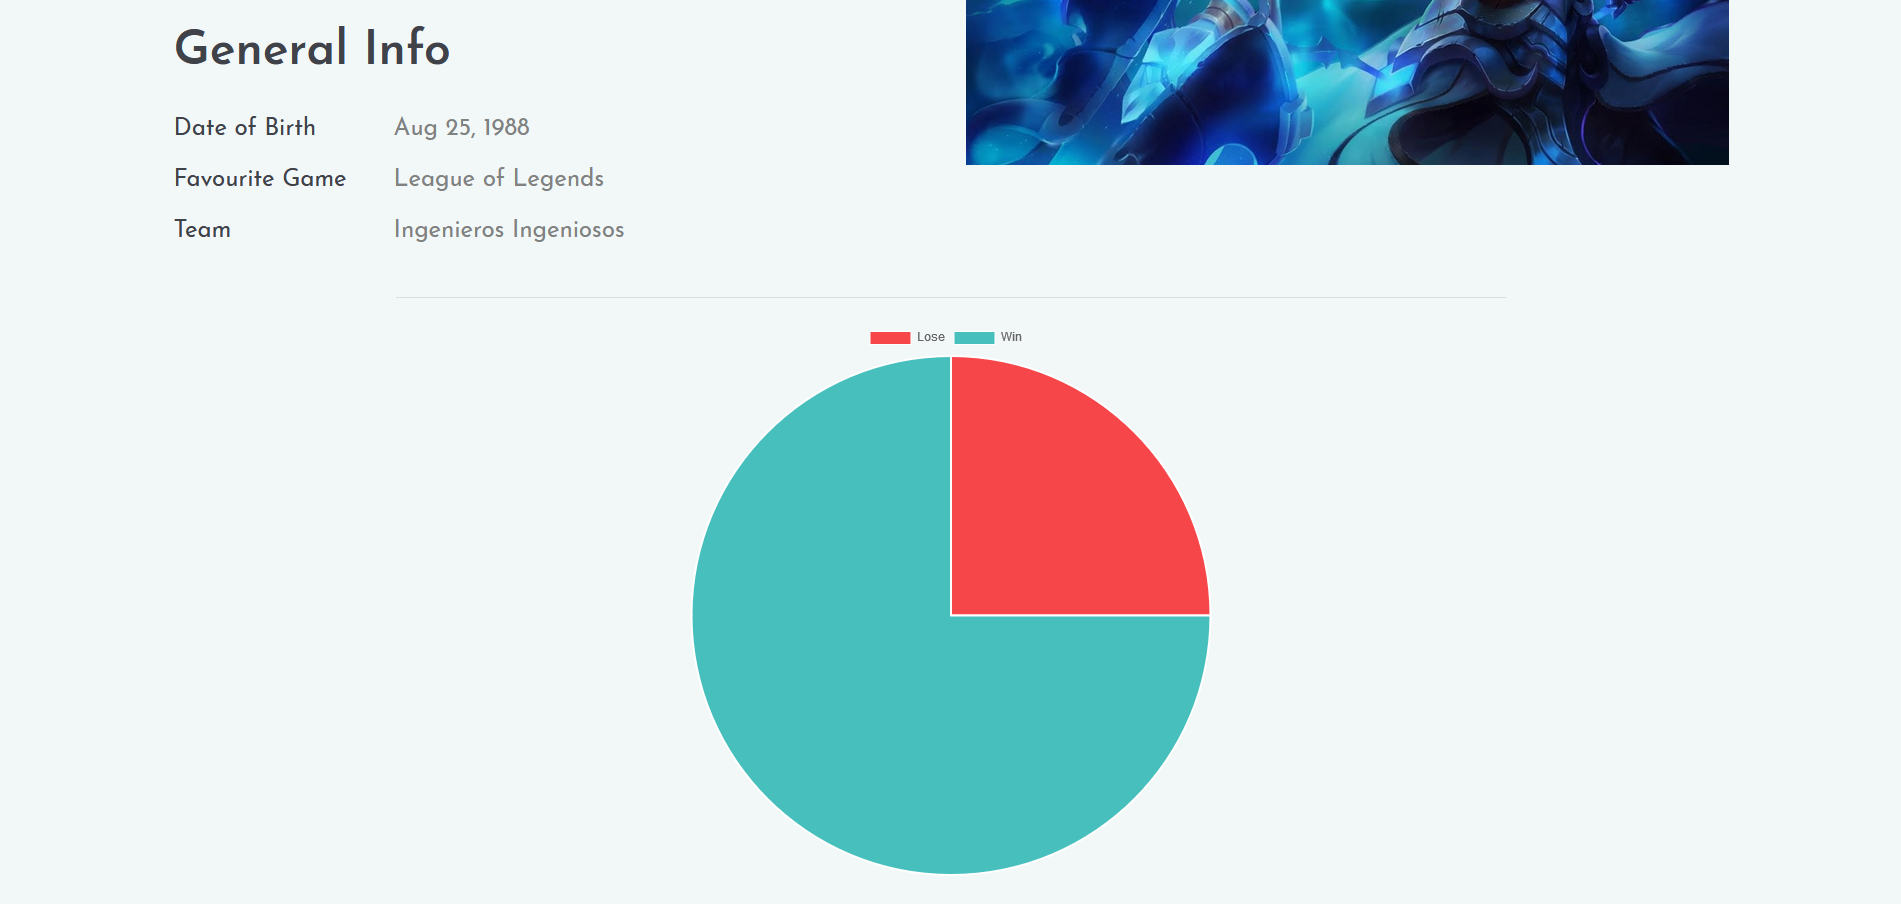 General Info
Date of Birth Aug 25, 1988
Favourite Game League of Legends
Team Ingenieros Ingeniosos
Lose Win